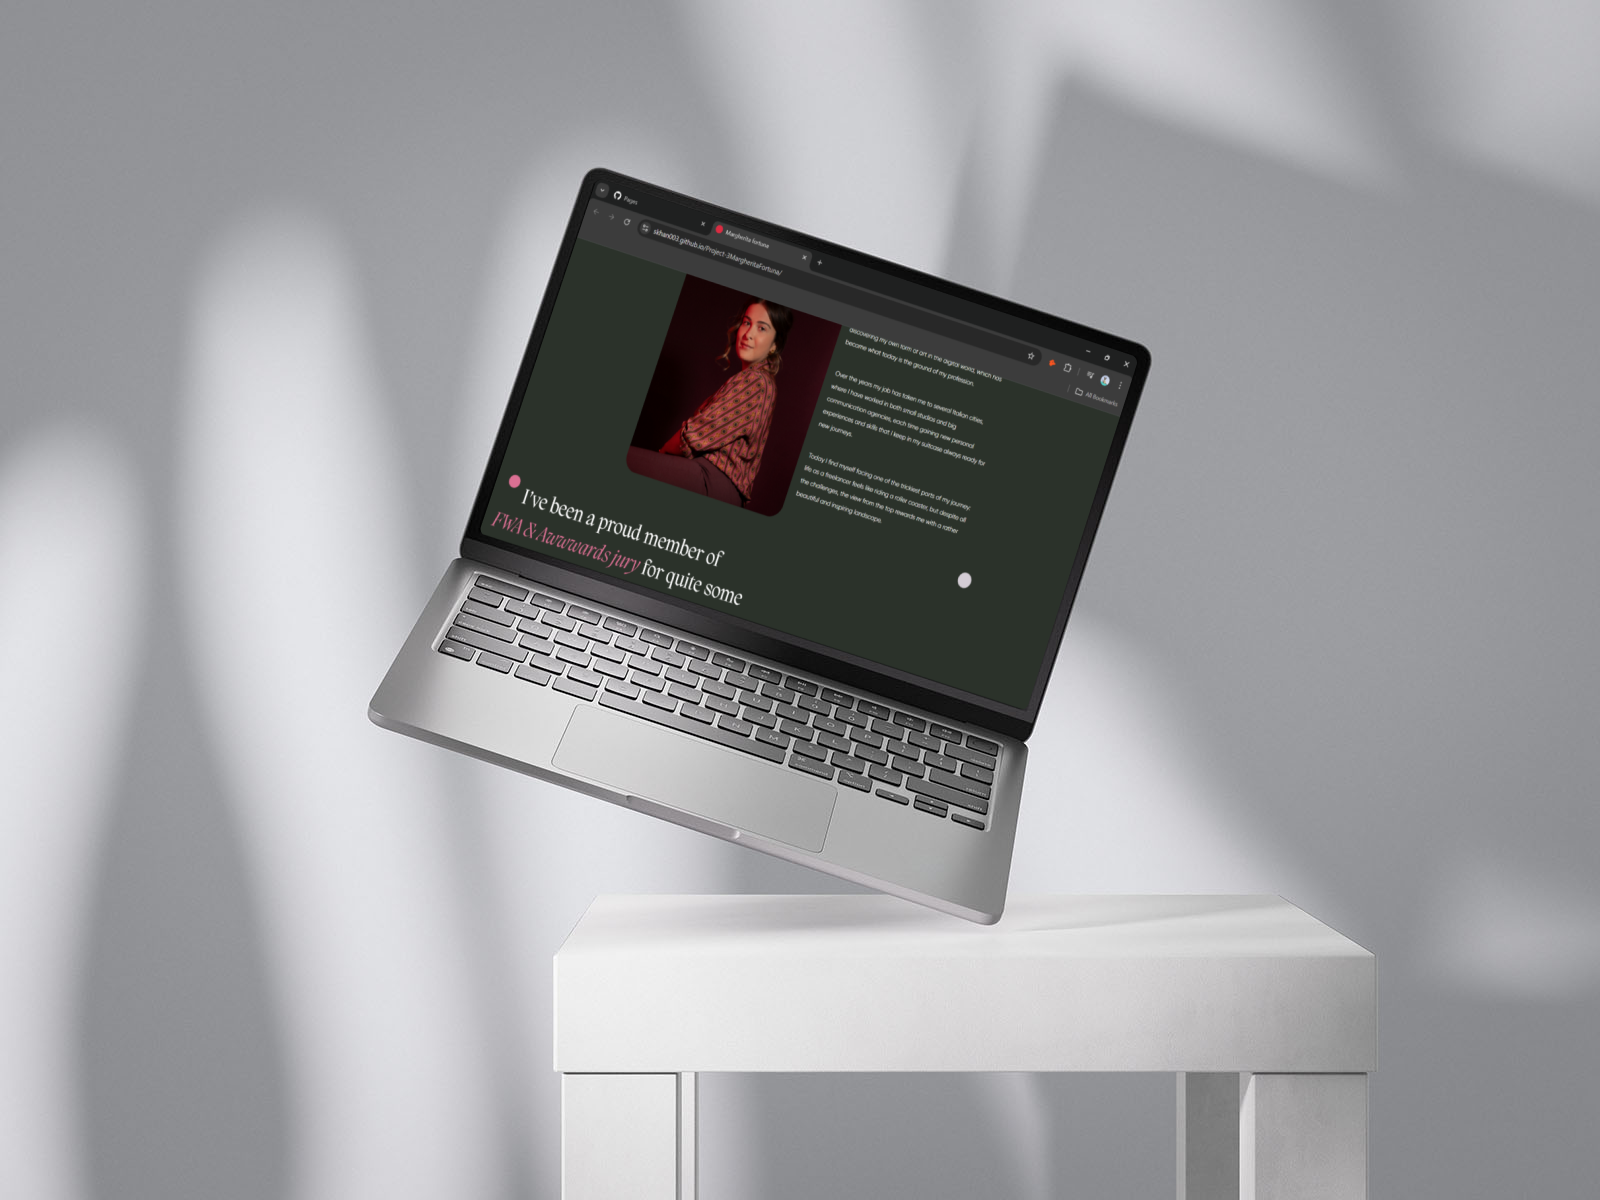 Pages
Margherita fortuna
skhan003.github.io/Project-3MargheritaFortuna/
All Bookmarks
discovering my own form of art in the digital world, which has
become what today is the ground of my profession.
Over the years my job has taken me to several Italian cities,
where I have worked in both small studios and big
communication agencies, each time gaining new personal
experiences and skills that I keep in my suitcase always ready for
new journeys.
Today I find myself facing one of the trickiest parts of my journey:
life as a freelancer feels like riding a roller coaster, but despite all
the challenges, the view from the top rewards me with a rather
beautiful and inspiring landscape.
I've been a proud member of
FWA & Awwwards jury for quite some